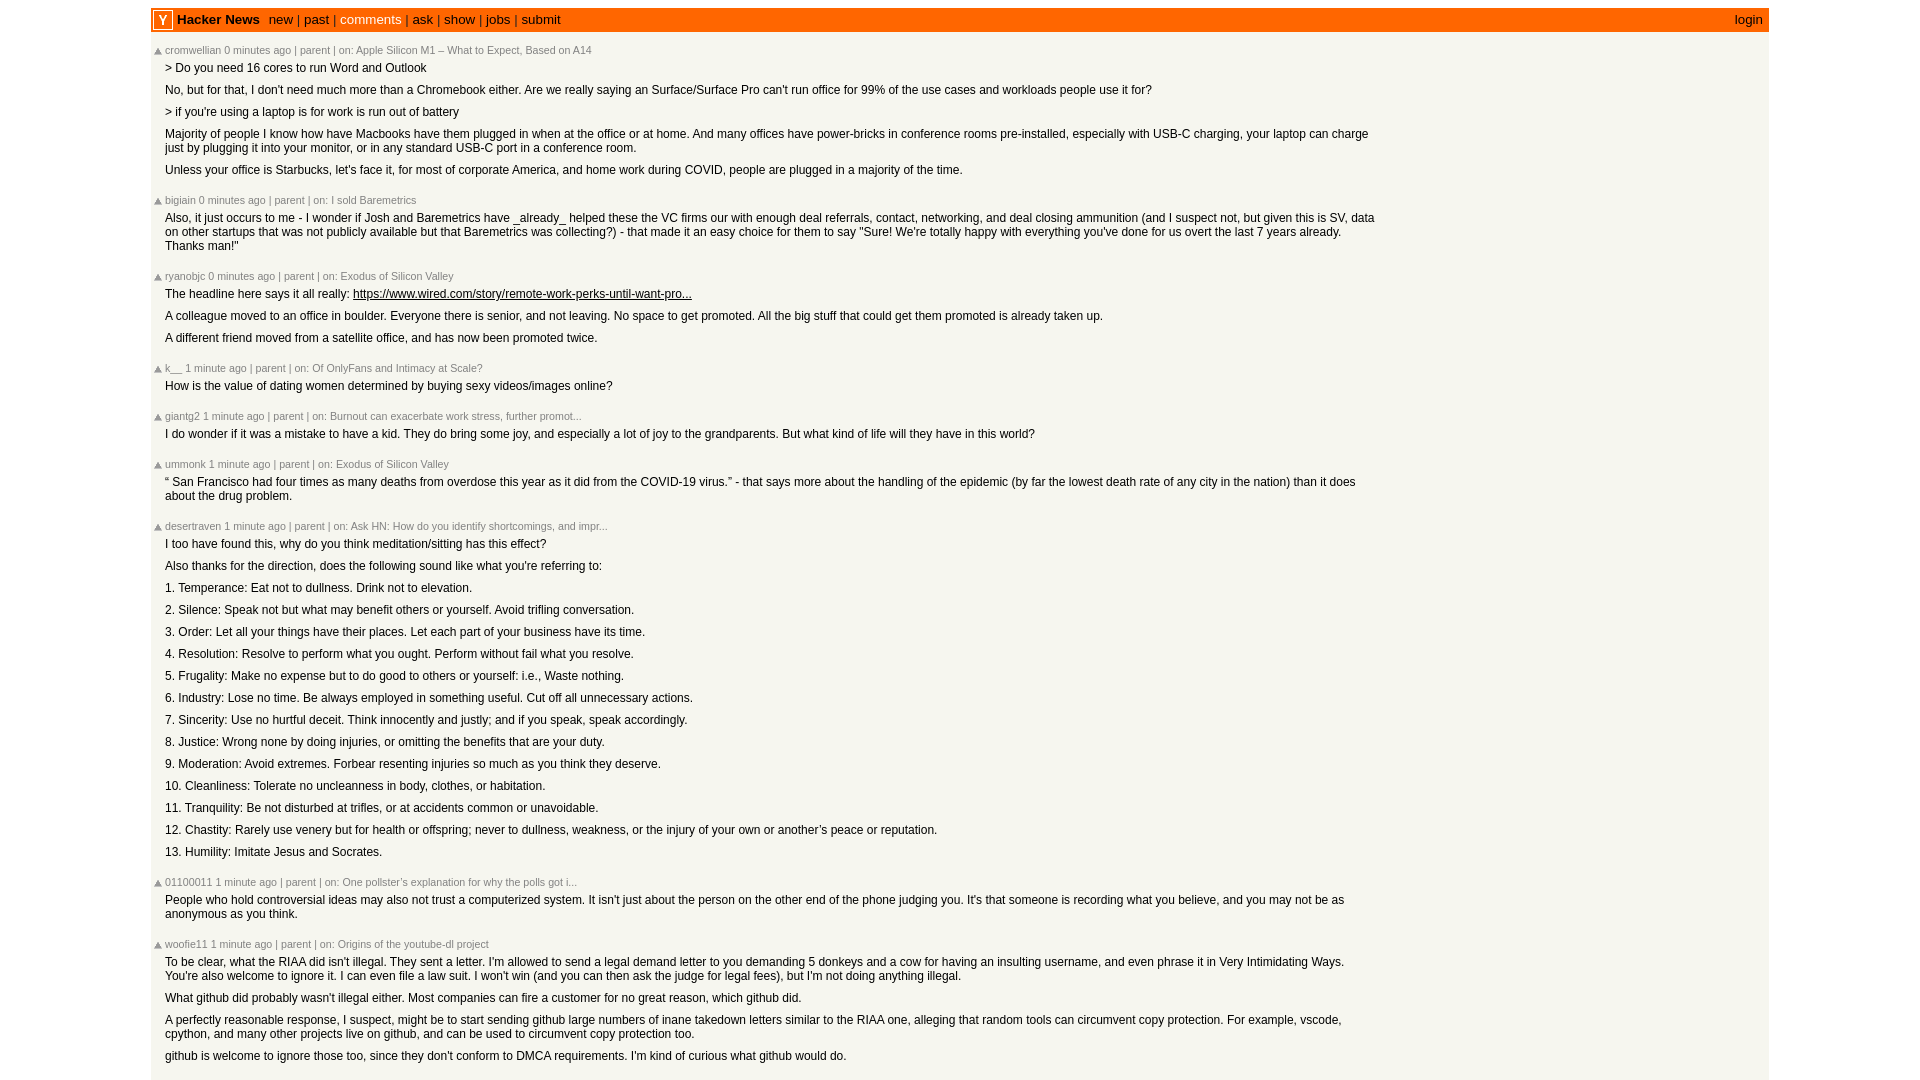 Y Hacker News new | past | comments | ask | show | jobs | submit login
cromwellian 0 minutes ago | parent | on: Apple Silicon M1 – What to Expect, Based on A14
> Do you need 16 cores to run Word and Outlook
No, but for that, I don't need much more than a Chromebook either. Are we really saying an Surface/Surface Pro can't run office for 99% of the use cases and workloads people use it for?
> if you're using a laptop is for work is run out of battery
Majority of people I know how have Macbooks have them plugged in when at the office or at home. And many offices have power-bricks in conference rooms pre-installed, especially with USB-C charging, your laptop can charge
just by plugging it into your monitor, or in any standard USB-C port in a conference room.
Unless your office is Starbucks, let's face it, for most of corporate America, and home work during COVID, people are plugged in a majority of the time.
bigiain 0 minutes ago | parent | on: I sold Baremetrics
Also, it just occurs to me - I wonder if Josh and Baremetrics have _already_ helped these the VC firms our with enough deal referrals, contact, networking, and deal closing ammunition (and I suspect not, but given this is SV, data
on other startups that was not publicly available but that Baremetrics was collecting?) - that made it an easy choice for them to say "Sure! We're totally happy with everything you've done for us overt the last 7 years already.
Thanks man!"
ryanobjc 0 minutes ago | parent | on: Exodus of Silicon Valley
The headline here says it all really: https://www.wired.com/story/remote-work-perks-until-want-pro...
A colleague moved to an office in boulder. Everyone there is senior, and not leaving. No space to get promoted. All the big stuff that could get them promoted is already taken up.
A different friend moved from a satellite office, and has now been promoted twice.
k__ 1 minute ago | parent | on: Of OnlyFans and Intimacy at Scale?
How is the value of dating women determined by buying sexy videos/images online?
giantg2 1 minute ago | parent | on: Burnout can exacerbate work stress, further promot...
I do wonder if it was a mistake to have a kid. They do bring some joy, and especially a lot of joy to the grandparents. But what kind of life will they have in this world?
ummonk 1 minute ago | parent | on: Exodus of Silicon Valley
“ San Francisco had four times as many deaths from overdose this year as it did from the COVID-19 virus.” - that says more about the handling of the epidemic (by far the lowest death rate of any city in the nation) than it does
about the drug problem.
desertraven 1 minute ago | parent | on: Ask HN: How do you identify shortcomings, and impr...
I too have found this, why do you think meditation/sitting has this effect?
Also thanks for the direction, does the following sound like what you're referring to:
1. Temperance: Eat not to dullness. Drink not to elevation.
2. Silence: Speak not but what may benefit others or yourself. Avoid trifling conversation.
3. Order: Let all your things have their places. Let each part of your business have its time.
4. Resolution: Resolve to perform what you ought. Perform without fail what you resolve.
5. Frugality: Make no expense but to do good to others or yourself: i.e., Waste nothing.
6. Industry: Lose no time. Be always employed in something useful. Cut off all unnecessary actions.
7. Sincerity: Use no hurtful deceit. Think innocently and justly; and if you speak, speak accordingly.
8. Justice: Wrong none by doing injuries, or omitting the benefits that are your duty.
9. Moderation: Avoid extremes. Forbear resenting injuries so much as you think they deserve.
10. Cleanliness: Tolerate no uncleanness in body, clothes, or habitation.
11. Tranquility: Be not disturbed at trifles, or at accidents common or unavoidable.
12. Chastity: Rarely use venery but for health or offspring; never to dullness, weakness, or the injury of your own or another’s peace or reputation.
13. Humility: Imitate Jesus and Socrates.
01100011 1 minute ago | parent | on: One pollster’s explanation for why the polls got i...
People who hold controversial ideas may also not trust a computerized system. It isn't just about the person on the other end of the phone judging you. It's that someone is recording what you believe, and you may not be as
anonymous as you think.
woofie11 1 minute ago | parent | on: Origins of the youtube-dl project
To be clear, what the RIAA did isn't illegal. They sent a letter. I'm allowed to send a legal demand letter to you demanding 5 donkeys and a cow for having an insulting username, and even phrase it in Very Intimidating Ways.
You're also welcome to ignore it. I can even file a law suit. I won't win (and you can then ask the judge for legal fees), but I'm not doing anything illegal.
What github did probably wasn't illegal either. Most companies can fire a customer for no great reason, which github did.
A perfectly reasonable response, I suspect, might be to start sending github large numbers of inane takedown letters similar to the RIAA one, alleging that random tools can circumvent copy protection. For example, vscode,
cpython, and many other projects live on github, and can be used to circumvent copy protection too.
github is welcome to ignore those too, since they don't conform to DMCA requirements. I'm kind of curious what github would do.